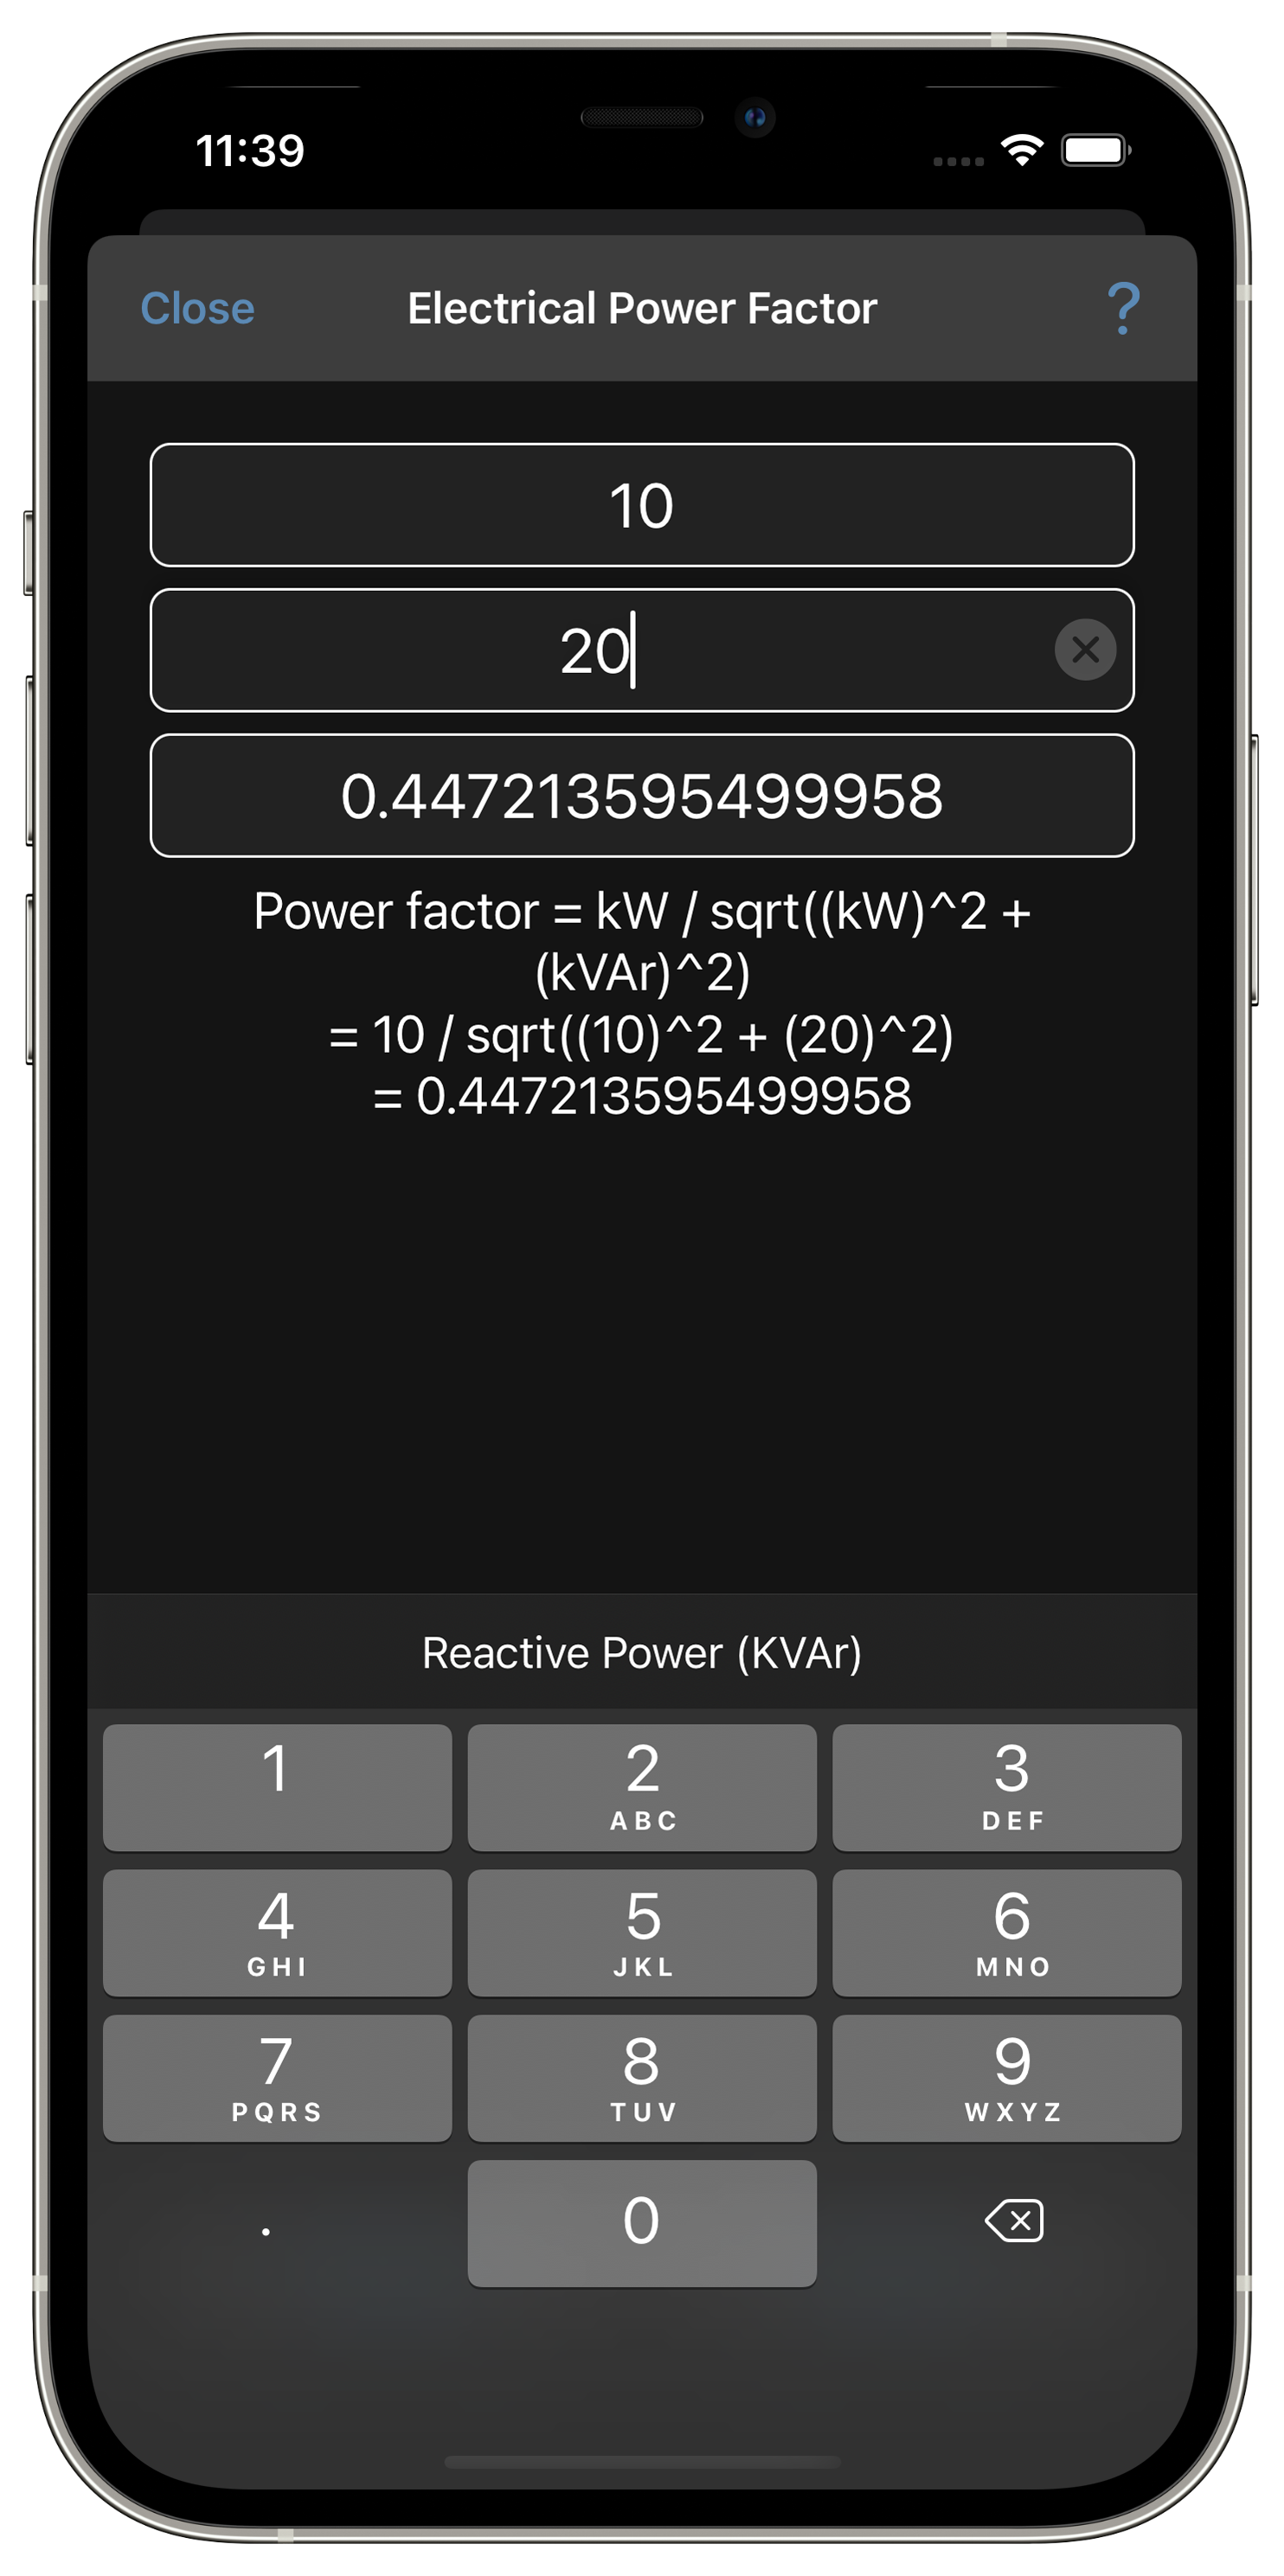 11:39
Close Electrical Power Factor ?
10
20
0.447213595499958
Power factor = kW / sqrt((kW)^2 +
(kVAr)^2)
= 10 / sqrt((10)^2 + (20)^2)
= 0.447213595499958
Reactive Power (KVAr)
1 2 3
ABC DEF
4 5 6
GHI JKL MNO
7 8 9
PQRS TUV WXYZ
. 0